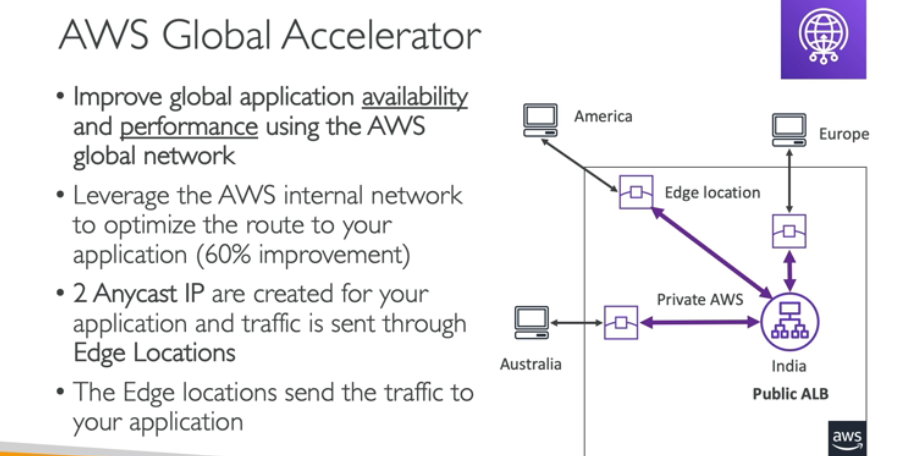 AWS Global Accelerator
• Improve global application availability
and performance using the AWS
global network
• Leverage the AWS internal network
to optimize the route to your
application (60% improvement)
• 2 Anycast IP are created for your
application and traffic is sent through
Edge Locations
• The Edge locations send the traffic to
your application
America
Europe
Edge location
Private AWS
Australia
India
Public ALB
aws